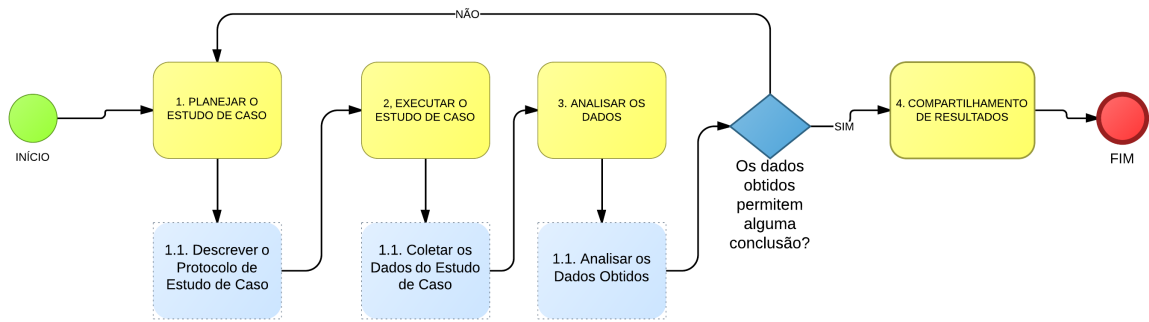 NÃO
INÍCIO
1. PLANEJAR O
ESTUDO DE CASO
2, EXECUTAR O
ESTUDO DE CASO
3. ANALISAR OS
DADOS
SIM
4. COMPARTILHAMENTO
DE RESULTADOS
FIM
Os dados
obtidos
permitem
alguma
conclusão?
1.1. Descrever o
Protocolo de
Estudo de Caso
1.1. Coletar os
Dados do Estudo
de Caso
1.1. Analisar os
Dados Obtidos